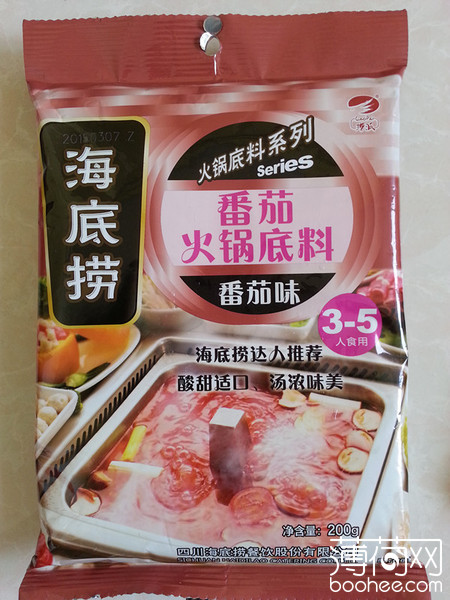 海底捞
火锅底料系列
Series
番茄
火锅底料
番茄味
3-5
人食用
海底捞达人推荐
酸甜适口、汤浓味美
净含量: 200g
四川海底捞餐饮股份有限公司
薄荷网
boohee.com